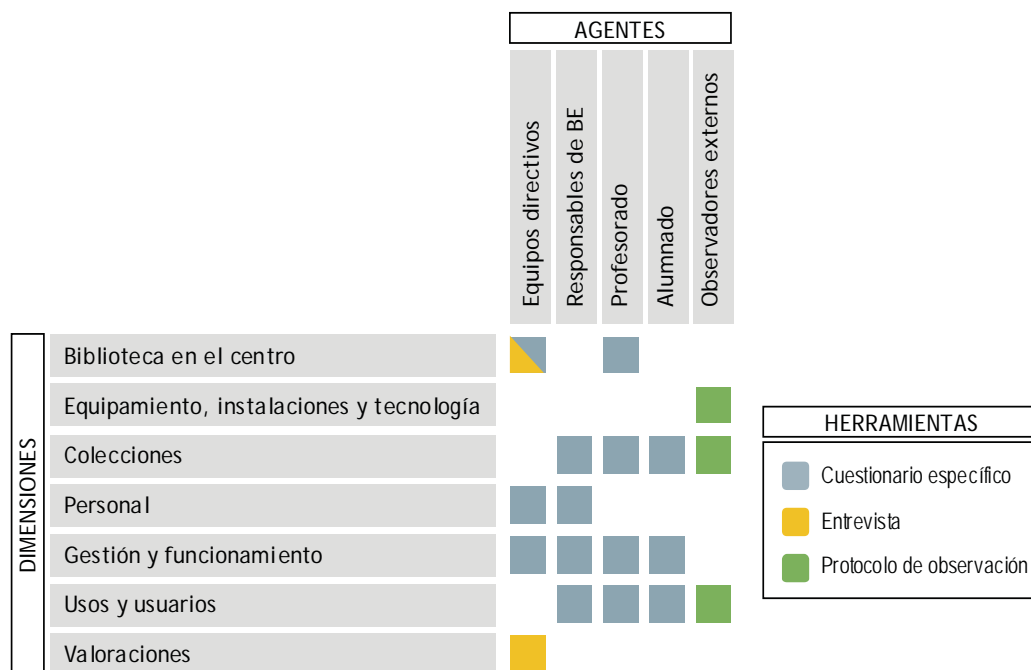 AGENTES
Equipos directivos
Responsables de BE
Profesorado
Alumnado
Observadores externos
DIMENSIONES
Biblioteca en el centro
Equipamiento, instalaciones y tecnología
Colecciones
Personal
Gestión y funcionamiento
Usos y usuarios
Valoraciones
HERRAMIENTAS
Cuestionario específico
Entrevista
Protocolo de observación